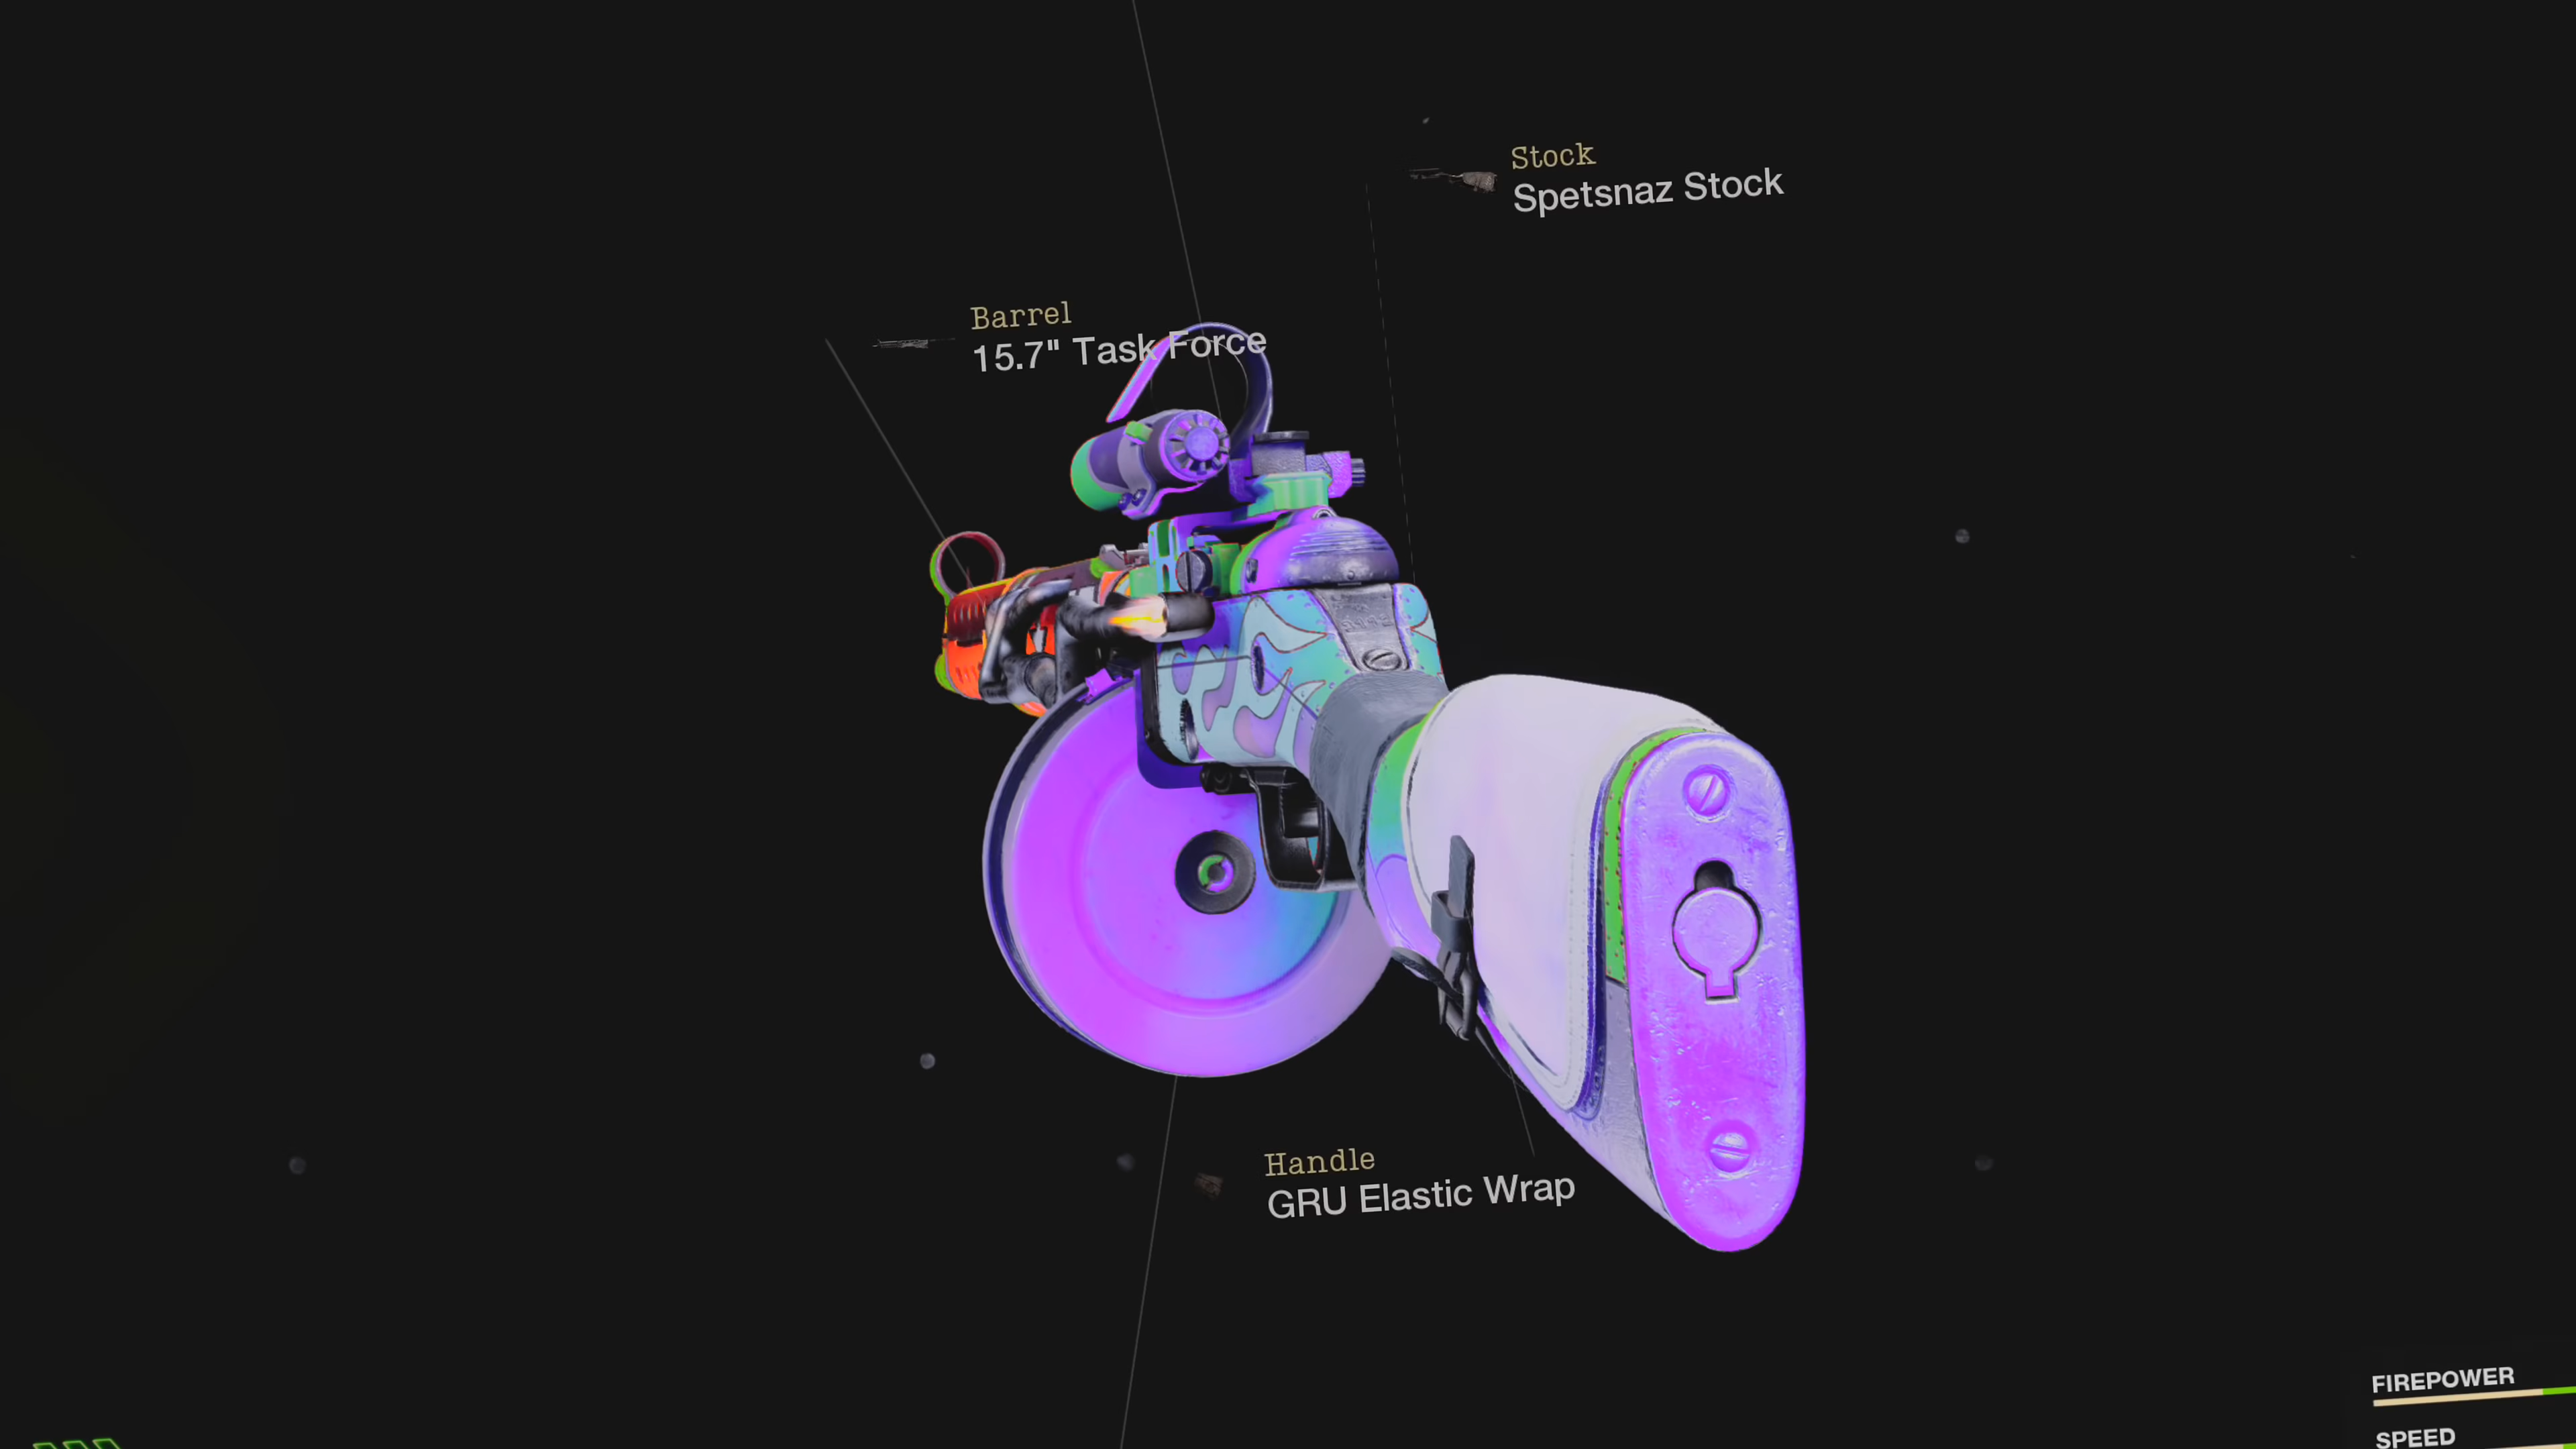 Stock
Spetsnaz Stock
Barrel
15.7" Task Force
Handle
GRU Elastic Wrap
FIREPOWER
SPEED